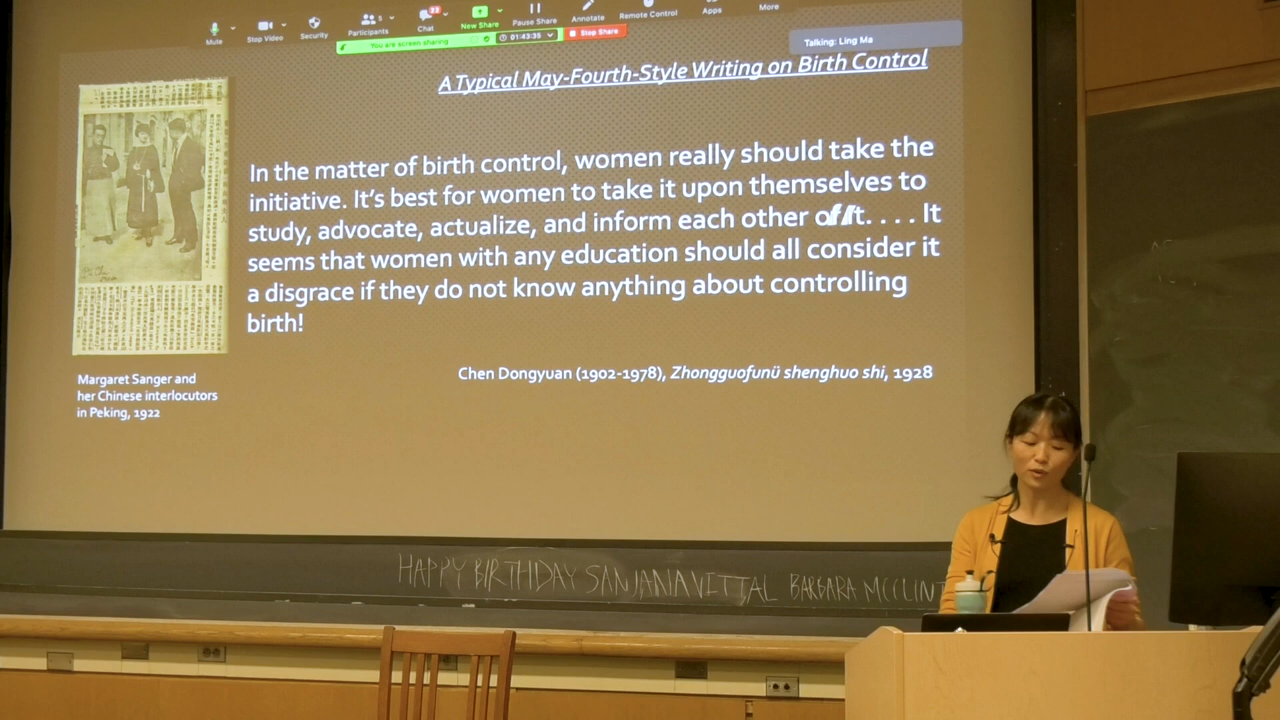 Mute
Stop Video
Security
Participants
5
Chat
23
New Share
Pause Share
Annotate
Remote Control
Apps
More
You are screen sharing
01:43:35
Stop Share
Talking: Ling Ma
A Typical May-Fourth-Style Writing on Birth Control
In the matter of birth control, women really should take the
initiative. It's best for women to take it upon themselves to
study, advocate, actualize, and inform each other of it. . . . It
seems that women with any education should all consider it
a disgrace if they do not know anything about controlling
birth!
Chen Dongyuan (1902-1978), Zhongguofunü shenghuo shi, 1928
Margaret Sanger and
her Chinese interlocutors
in Peking, 1922
HAPPY BIRTHDAY SANJANA VITTAL BARBARA MCCLINT